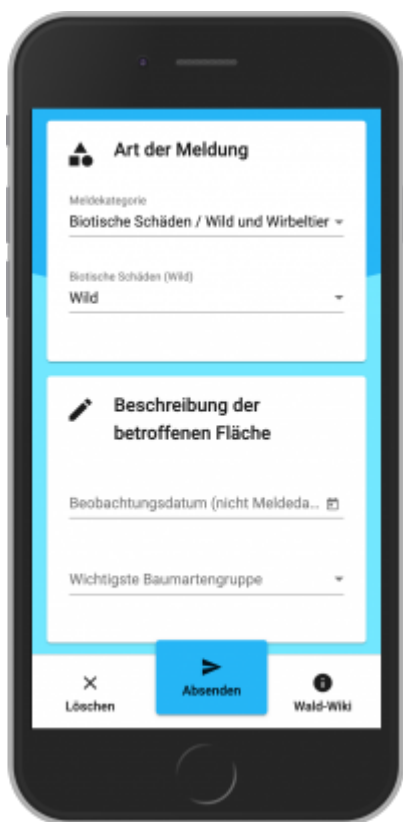 Art der Meldung
Meldekategorie
Biotische Schäden / Wild und Wirbeltier
Biotische Schäden (Wild)
Wild
Beschreibung der
betroffenen Fläche
Beobachtungsdatum (nicht Meldeda...
Wichtigste Baumartengruppe
Löschen
Absenden
Wald-Wiki